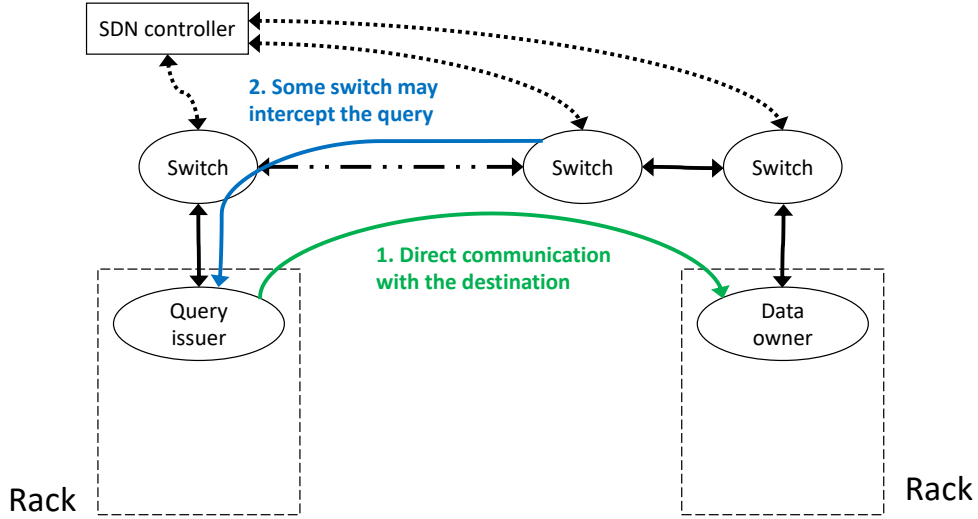 SDN controller
2. Some switch may
intercept the query
Switch
Switch
Switch
1. Direct communication
with the destination
Query
issuer
Data
owner
Rack
Rack